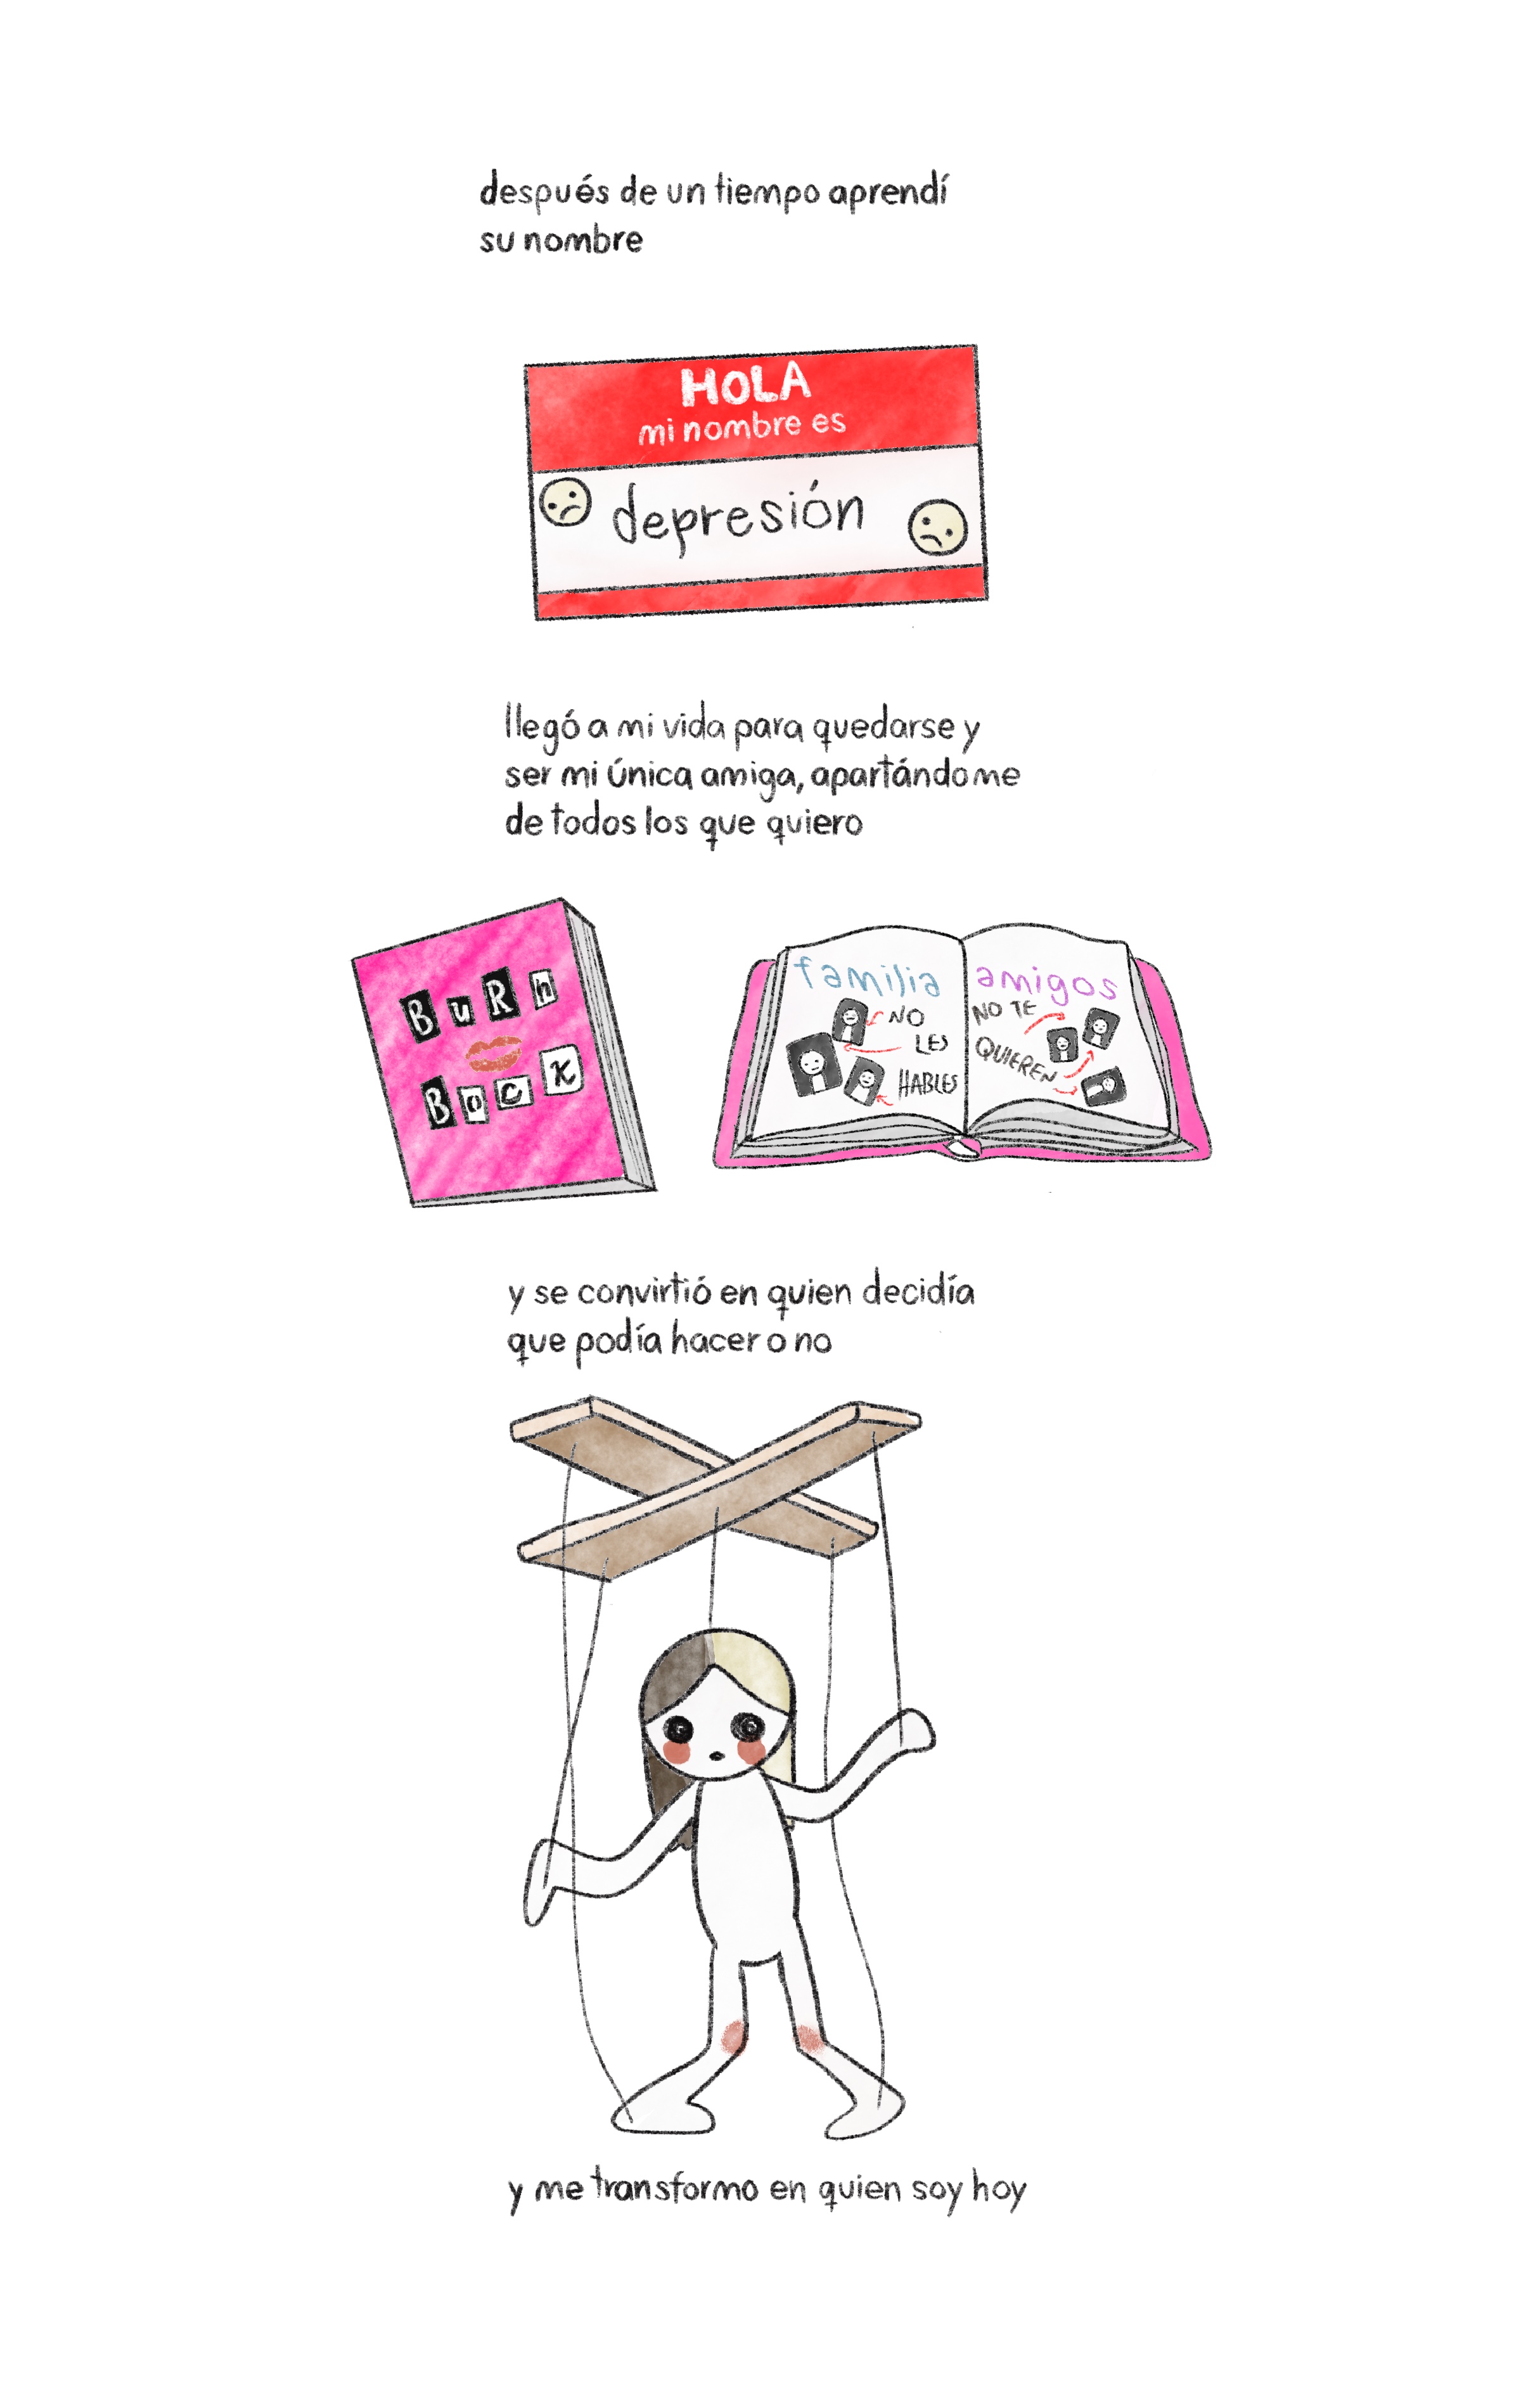 después de un tiempo aprendí
su nombre
HOLA
mi nombre es
depresión
llegó a mi vida para quedarse y
ser mi única amiga, apartándome
de todos los que quiero
BuRn
BoCK
familia
NO
LES
HABLES
amigos
NO TE
QUIEREN
y se convirtió en quien decidía
que podía hacer o no
y me transformo en quien soy hoy